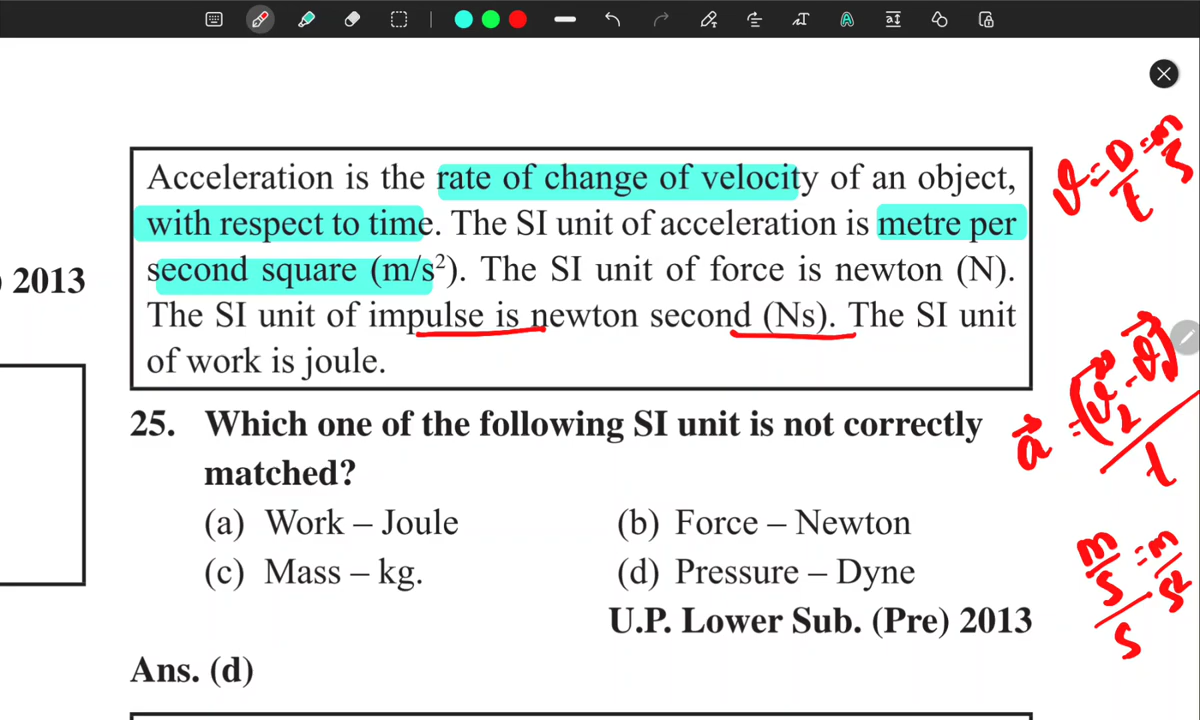 Acceleration is the rate of change of velocity of an object,
with respect to time. The SI unit of acceleration is metre per
second square (m/s²). The SI unit of force is newton (N).
2013
The SI unit of impulse is newton second (Ns). The SI unit
of work is joule.
25. Which one of the following SI unit is not correctly
matched?
(a) Work – Joule (b) Force – Newton
(c) Mass – kg. (d) Pressure – Dyne
U.P. Lower Sub. (Pre) 2013
Ans. (d)